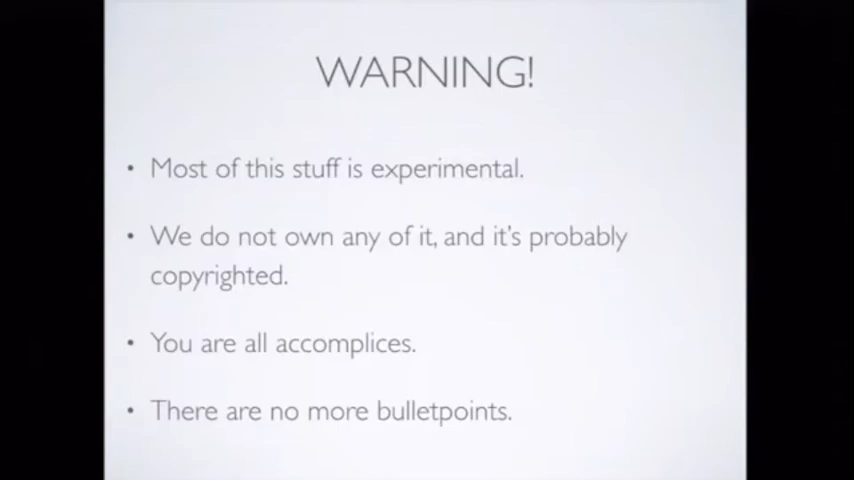 WARNING!
• Most of this stuff is experimental.
• We do not own any of it, and it's probably
copyrighted.
• You are all accomplices.
• There are no more bulletpoints.